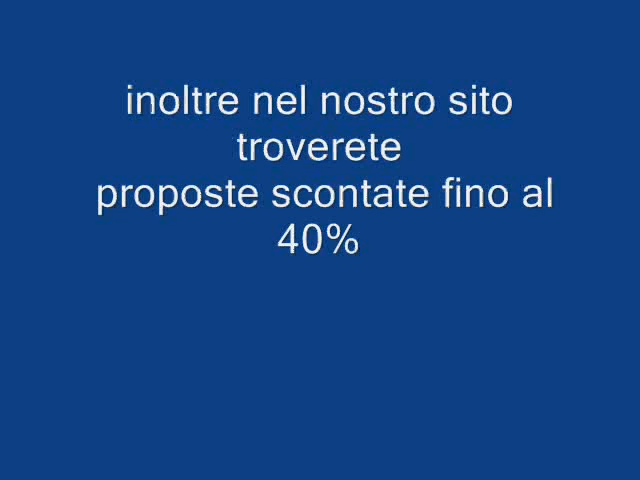 inoltre nel nostro sito
troverete
proposte scontate fino al
40%